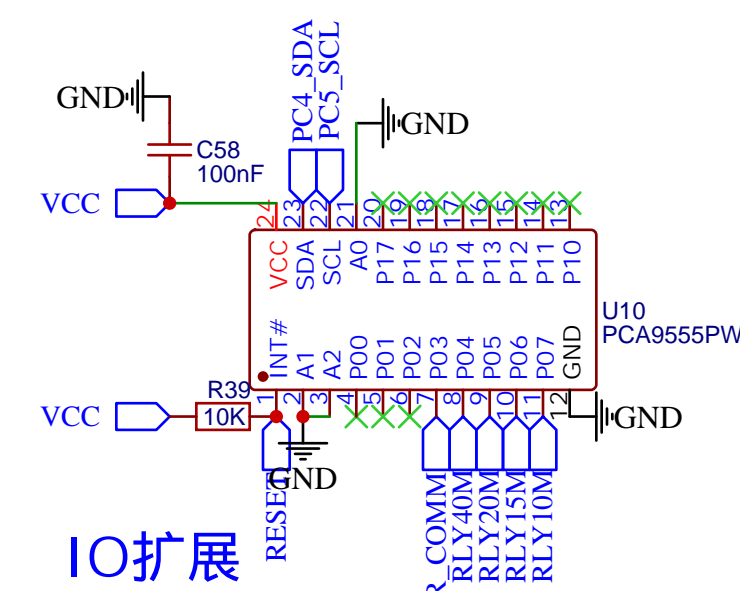 PC4_SDA
PC5_SCL
GND
GND
C58
100nF
VCC
24
23
22
21
20
19
18
17
16
15
14
13
VCC
SDA
SCL
A0
P17
P16
P15
P14
P13
P12
P11
P10
U10
PCA9555PW
INT#
A1
A2
P00
P01
P02
P03
P04
P05
P06
P07
GND
R39
VCC
10K
1
2
3
4
5
6
7
8
9
10
11
12
GND
GND
RESET
R_COMM
RLY40M
RLY20M
RLY15M
RLY10M
IO扩展